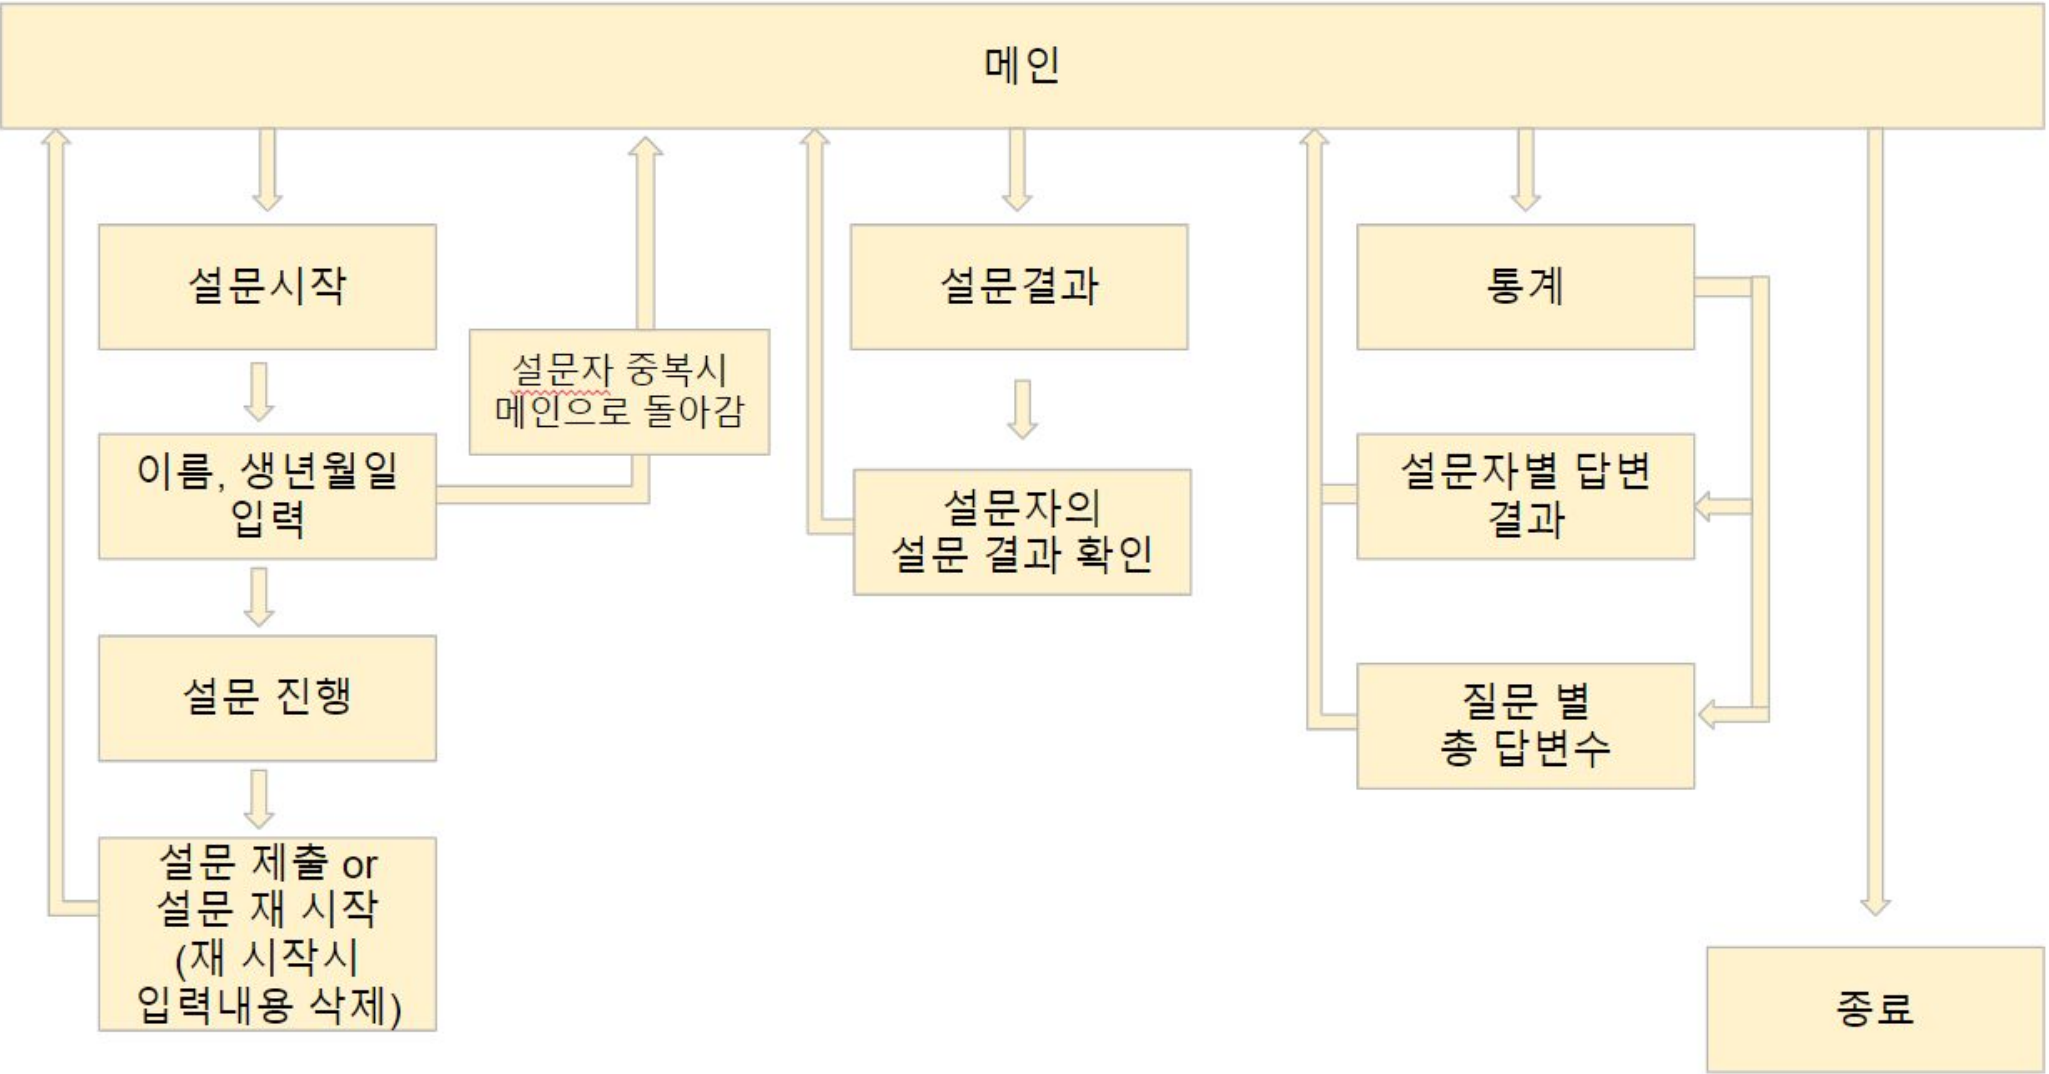 메인
설문시작
이름, 생년월일
입력
설문 진행
설문 제출 or
설문 재 시작
(재 시작시
입력내용 삭제)
설문자 중복시
메인으로 돌아감
설문결과
설문자의
설문 결과 확인
통계
설문자별 답변
결과
질문 별
총 답변수
종료